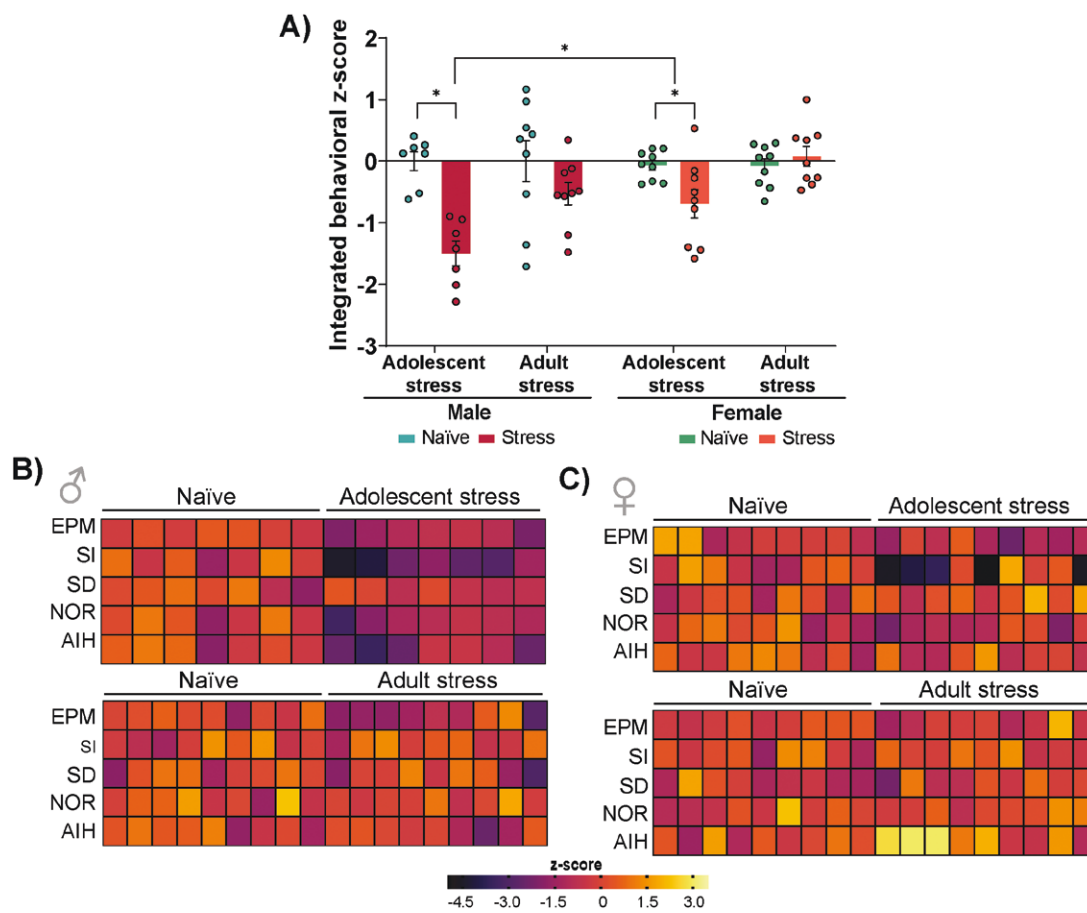 A)
Integrated behavioral z-score
2
1
0
-1
-2
-3
*
*
*
Adolescent stress
Adult stress
Adolescent stress
Adult stress
Male
Female
Naïve Stress
Naïve Stress
B)
♂
Naïve Adolescent stress
EPM
SI
SD
NOR
AIH
Naïve Adult stress
EPM
SI
SD
NOR
AIH
C)
♀
Naïve Adolescent stress
EPM
SI
SD
NOR
AIH
Naïve Adult stress
EPM
SI
SD
NOR
AIH
z-score
-4.5 -3.0 -1.5 0 1.5 3.0